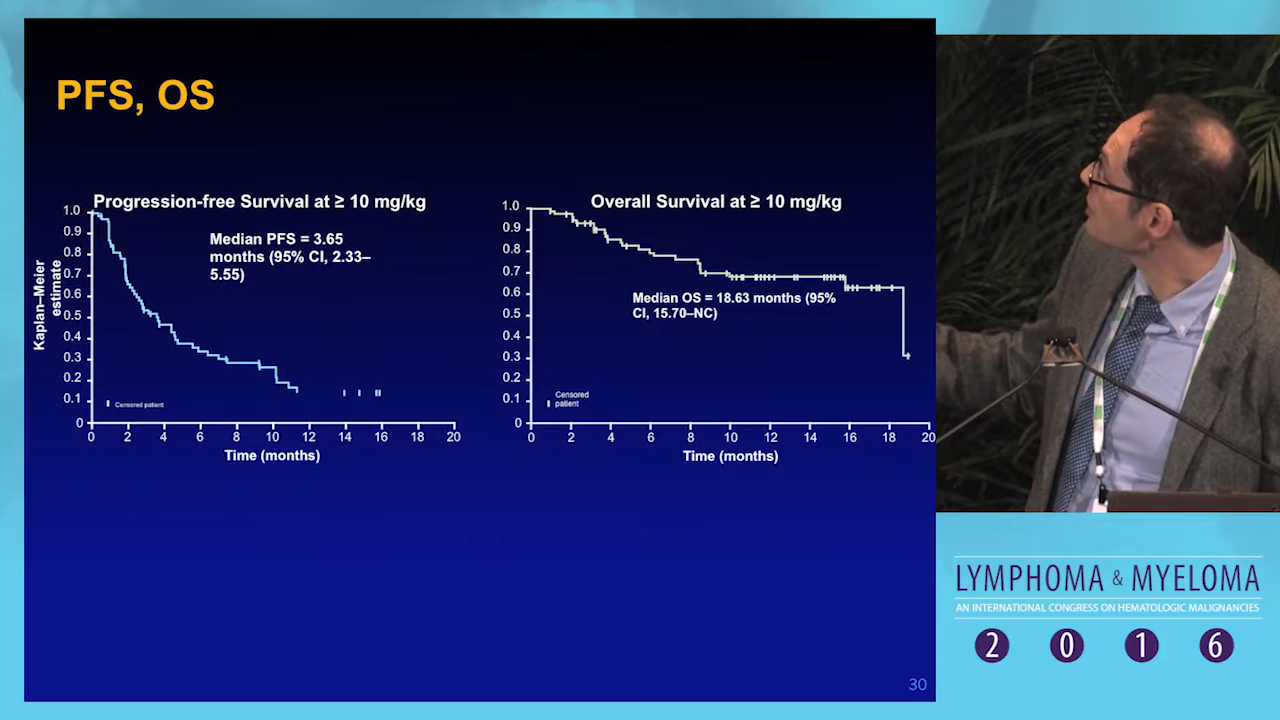 PFS, OS
Progression-free Survival at ≥ 10 mg/kg
Median PFS = 3.65
months (95% CI, 2.33–
5.55)
Kaplan–Meier
estimate
1.0
0.9
0.8
0.7
0.6
0.5
0.4
0.3
0.2
0.1
0
Censored patient
0 2 4 6 8 10 12 14 16 18 20
Time (months)
Overall Survival at ≥ 10 mg/kg
Median OS = 18.63 months (95%
CI, 15.70–NC)
1.0
0.9
0.8
0.7
0.6
0.5
0.4
0.3
0.2
0.1
0
Censored
patient
0 2 4 6 8 10 12 14 16 18 20
Time (months)
30
LYMPHOMA & MYELOMA
AN INTERNATIONAL CONGRESS ON HEMATOLOGIC MALIGNANCIES
2 0 1 6